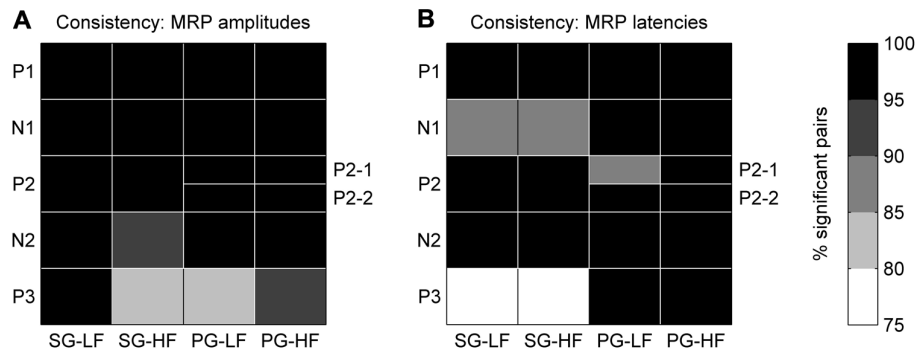 A Consistency: MRP amplitudes
P1
N1
P2
P2-1
P2-2
N2
P3
SG-LF SG-HF PG-LF PG-HF
B Consistency: MRP latencies
P1
N1
P2
P2-1
P2-2
N2
P3
SG-LF SG-HF PG-LF PG-HF
% significant pairs
100
95
90
85
80
75